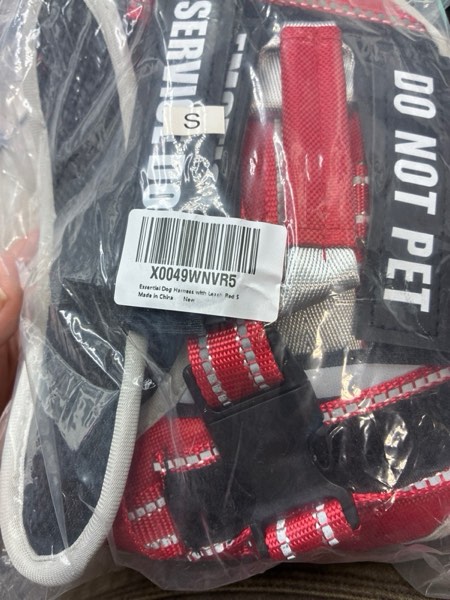 SERVICE DO
S
DO NOT PET
X0049WNVR5
Essential Dog Harness with Leash Red S
Made in China New